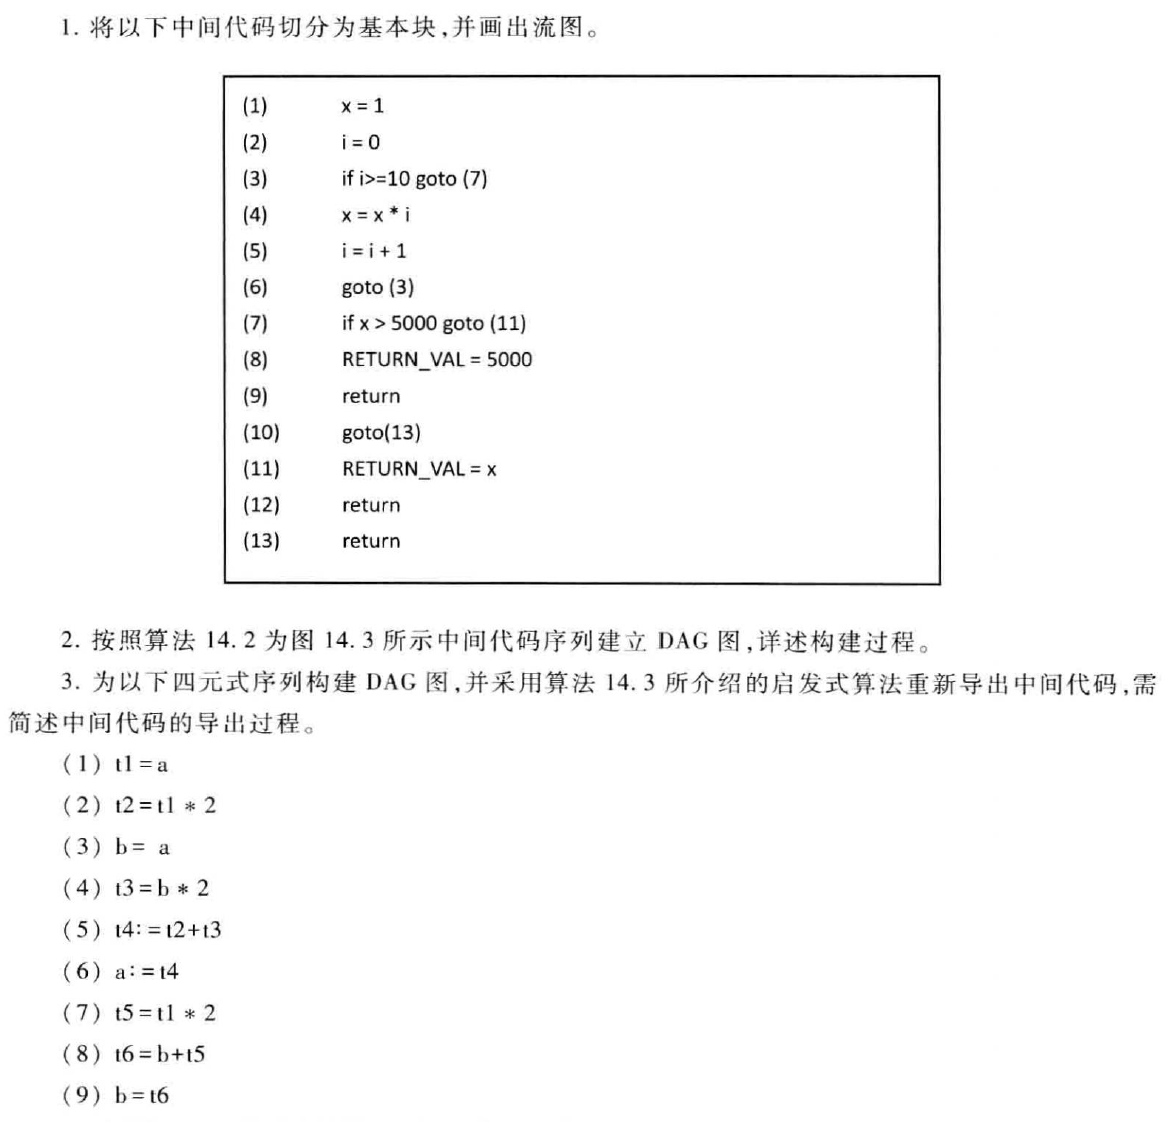 1. 将以下中间代码切分为基本块,并画出流图。
(1) x = 1
(2) i = 0
(3) if i>=10 goto (7)
(4) x = x * i
(5) i = i + 1
(6) goto (3)
(7) if x > 5000 goto (11)
(8) RETURN_VAL = 5000
(9) return
(10) goto(13)
(11) RETURN_VAL = x
(12) return
(13) return
2. 按照算法 14.2 为图 14.3 所示中间代码序列建立 DAG 图,详述构建过程。
3. 为以下四元式序列构建 DAG 图,并采用算法 14.3 所介绍的启发式算法重新导出中间代码,需
简述中间代码的导出过程。
(1) t1=a
(2) t2=t1 * 2
(3) b= a
(4) t3=b * 2
(5) t4:=t2+t3
(6) a:=t4
(7) t5=t1 * 2
(8) t6=b+t5
(9) b=t6